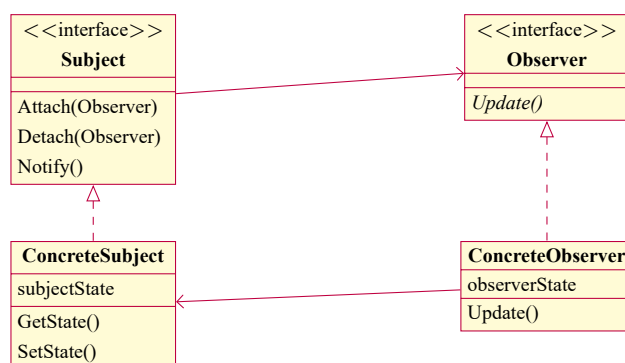 <<interface>>
Subject
Attach(Observer)
Detach(Observer)
Notify()
<<interface>>
Observer
Update()
ConcreteSubject
subjectState
GetState()
SetState()
ConcreteObserver
observerState
Update()